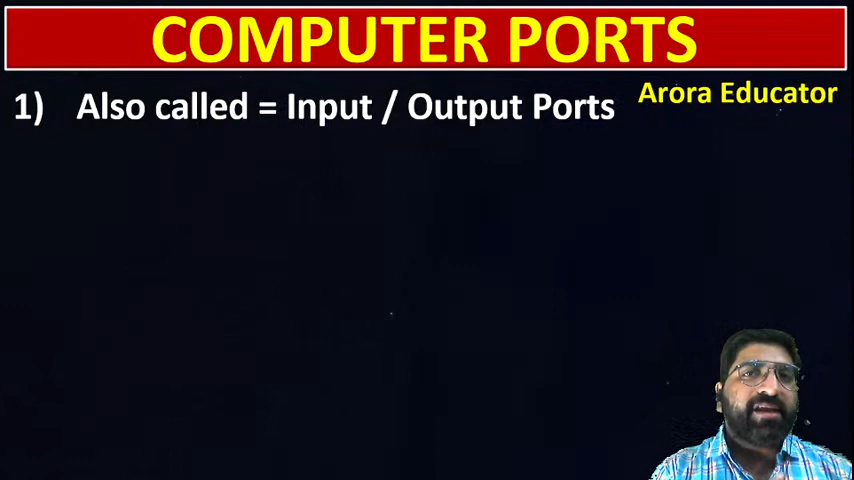 COMPUTER PORTS
Arora Educator
1) Also called = Input / Output Ports